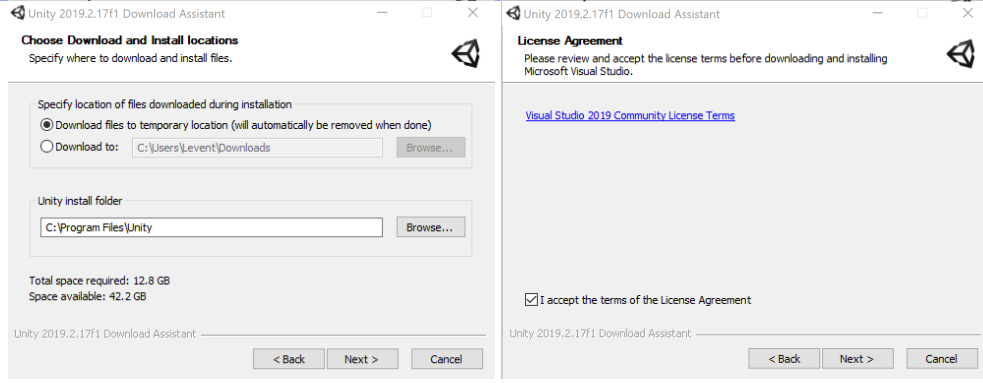 Unity 2019.2.17f1 Download Assistant
Choose Download and Install locations
Specify where to download and install files.
Specify location of files downloaded during installation
Download files to temporary location (will automatically be removed when done)
Download to:
C:\Users\Levent\Downloads
Browse...
Unity install folder
C:\Program Files\Unity
Browse...
Total space required: 12.8 GB
Space available: 42.2 GB
Unity 2019.2.17f1 Download Assistant
< Back
Next >
Cancel
Unity 2019.2.17f1 Download Assistant
License Agreement
Please review and accept the license terms before downloading and installing
Microsoft Visual Studio.
Visual Studio 2019 Community License Terms
I accept the terms of the License Agreement
Unity 2019.2.17f1 Download Assistant
< Back
Next >
Cancel